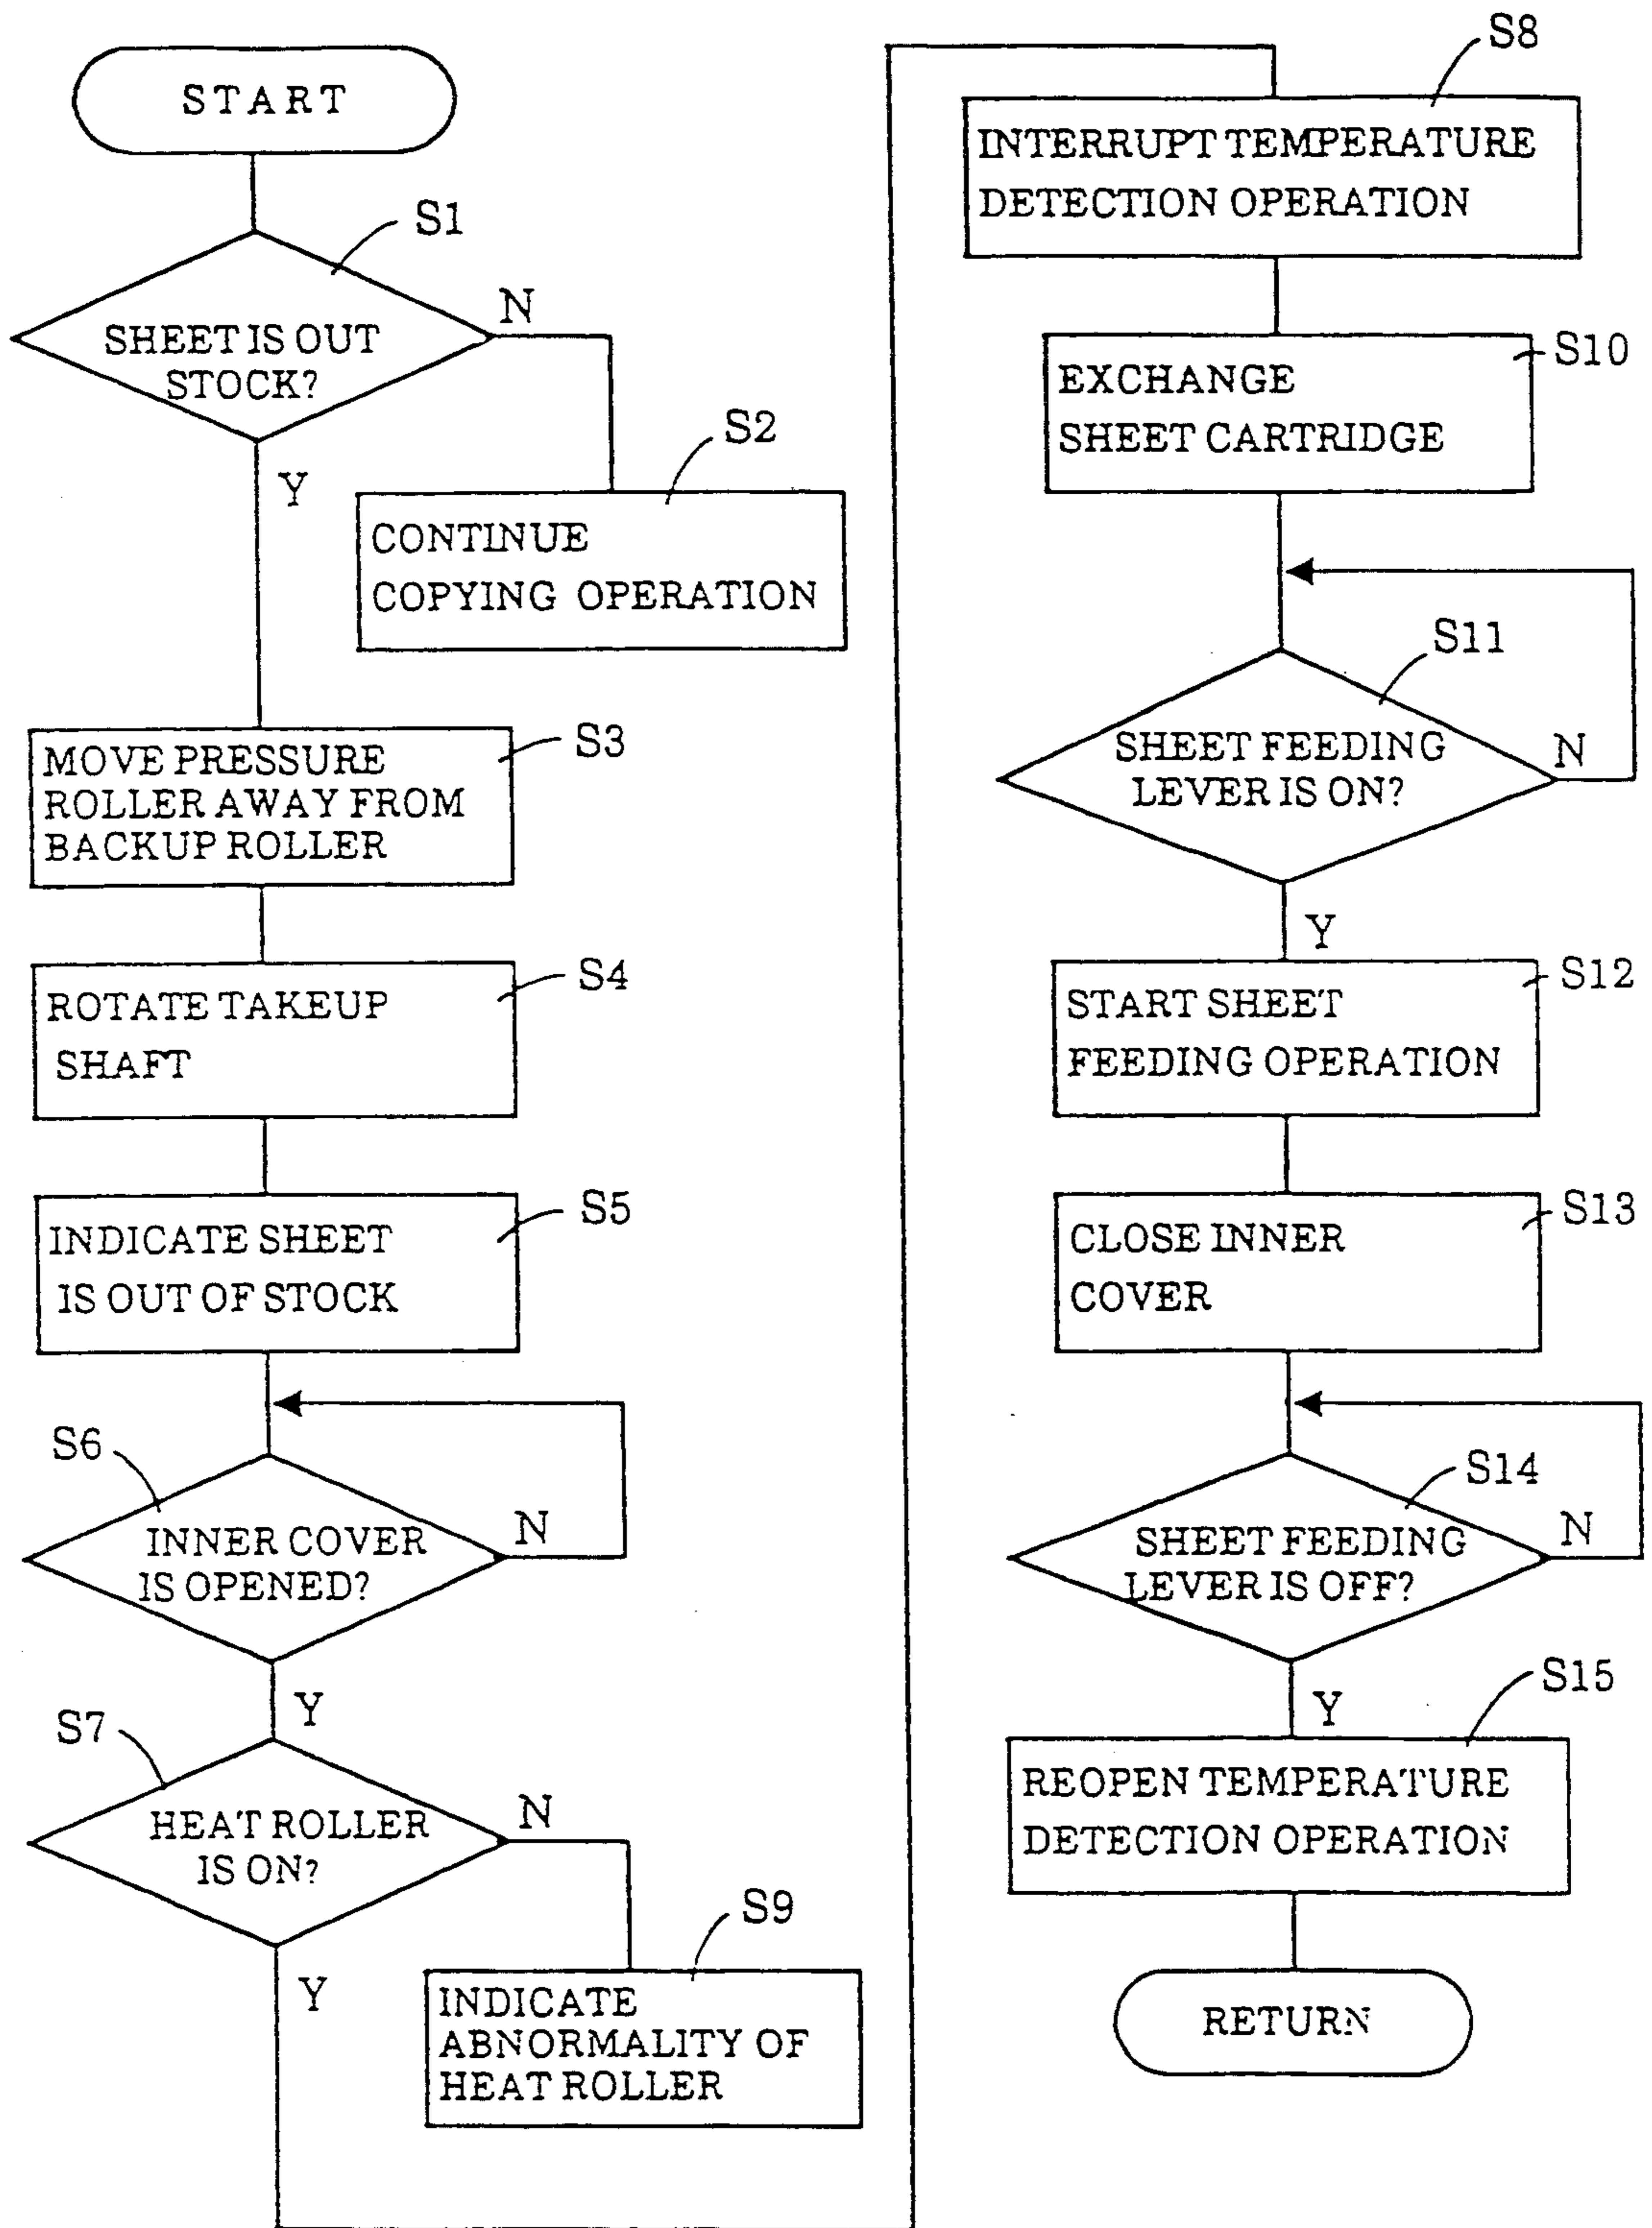 START
S1
SHEET IS OUT
STOCK?
N
Y
S2
CONTINUE
COPYING OPERATION
S3
MOVE PRESSURE
ROLLER AWAY FROM
BACKUP ROLLER
S4
ROTATE TAKEUP
SHAFT
S5
INDICATE SHEET
IS OUT OF STOCK
S6
INNER COVER
IS OPENED?
N
Y
S7
HEAT ROLLER
IS ON?
N
Y
S9
INDICATE
ABNORMALITY OF
HEAT ROLLER
S8
INTERRUPT TEMPERATURE
DETECTION OPERATION
S10
EXCHANGE
SHEET CARTRIDGE
S11
SHEET FEEDING
LEVER IS ON?
N
Y
S12
START SHEET
FEEDING OPERATION
S13
CLOSE INNER
COVER
S14
SHEET FEEDING
LEVER IS OFF?
N
Y
S15
REOPEN TEMPERATURE
DETECTION OPERATION
RETURN